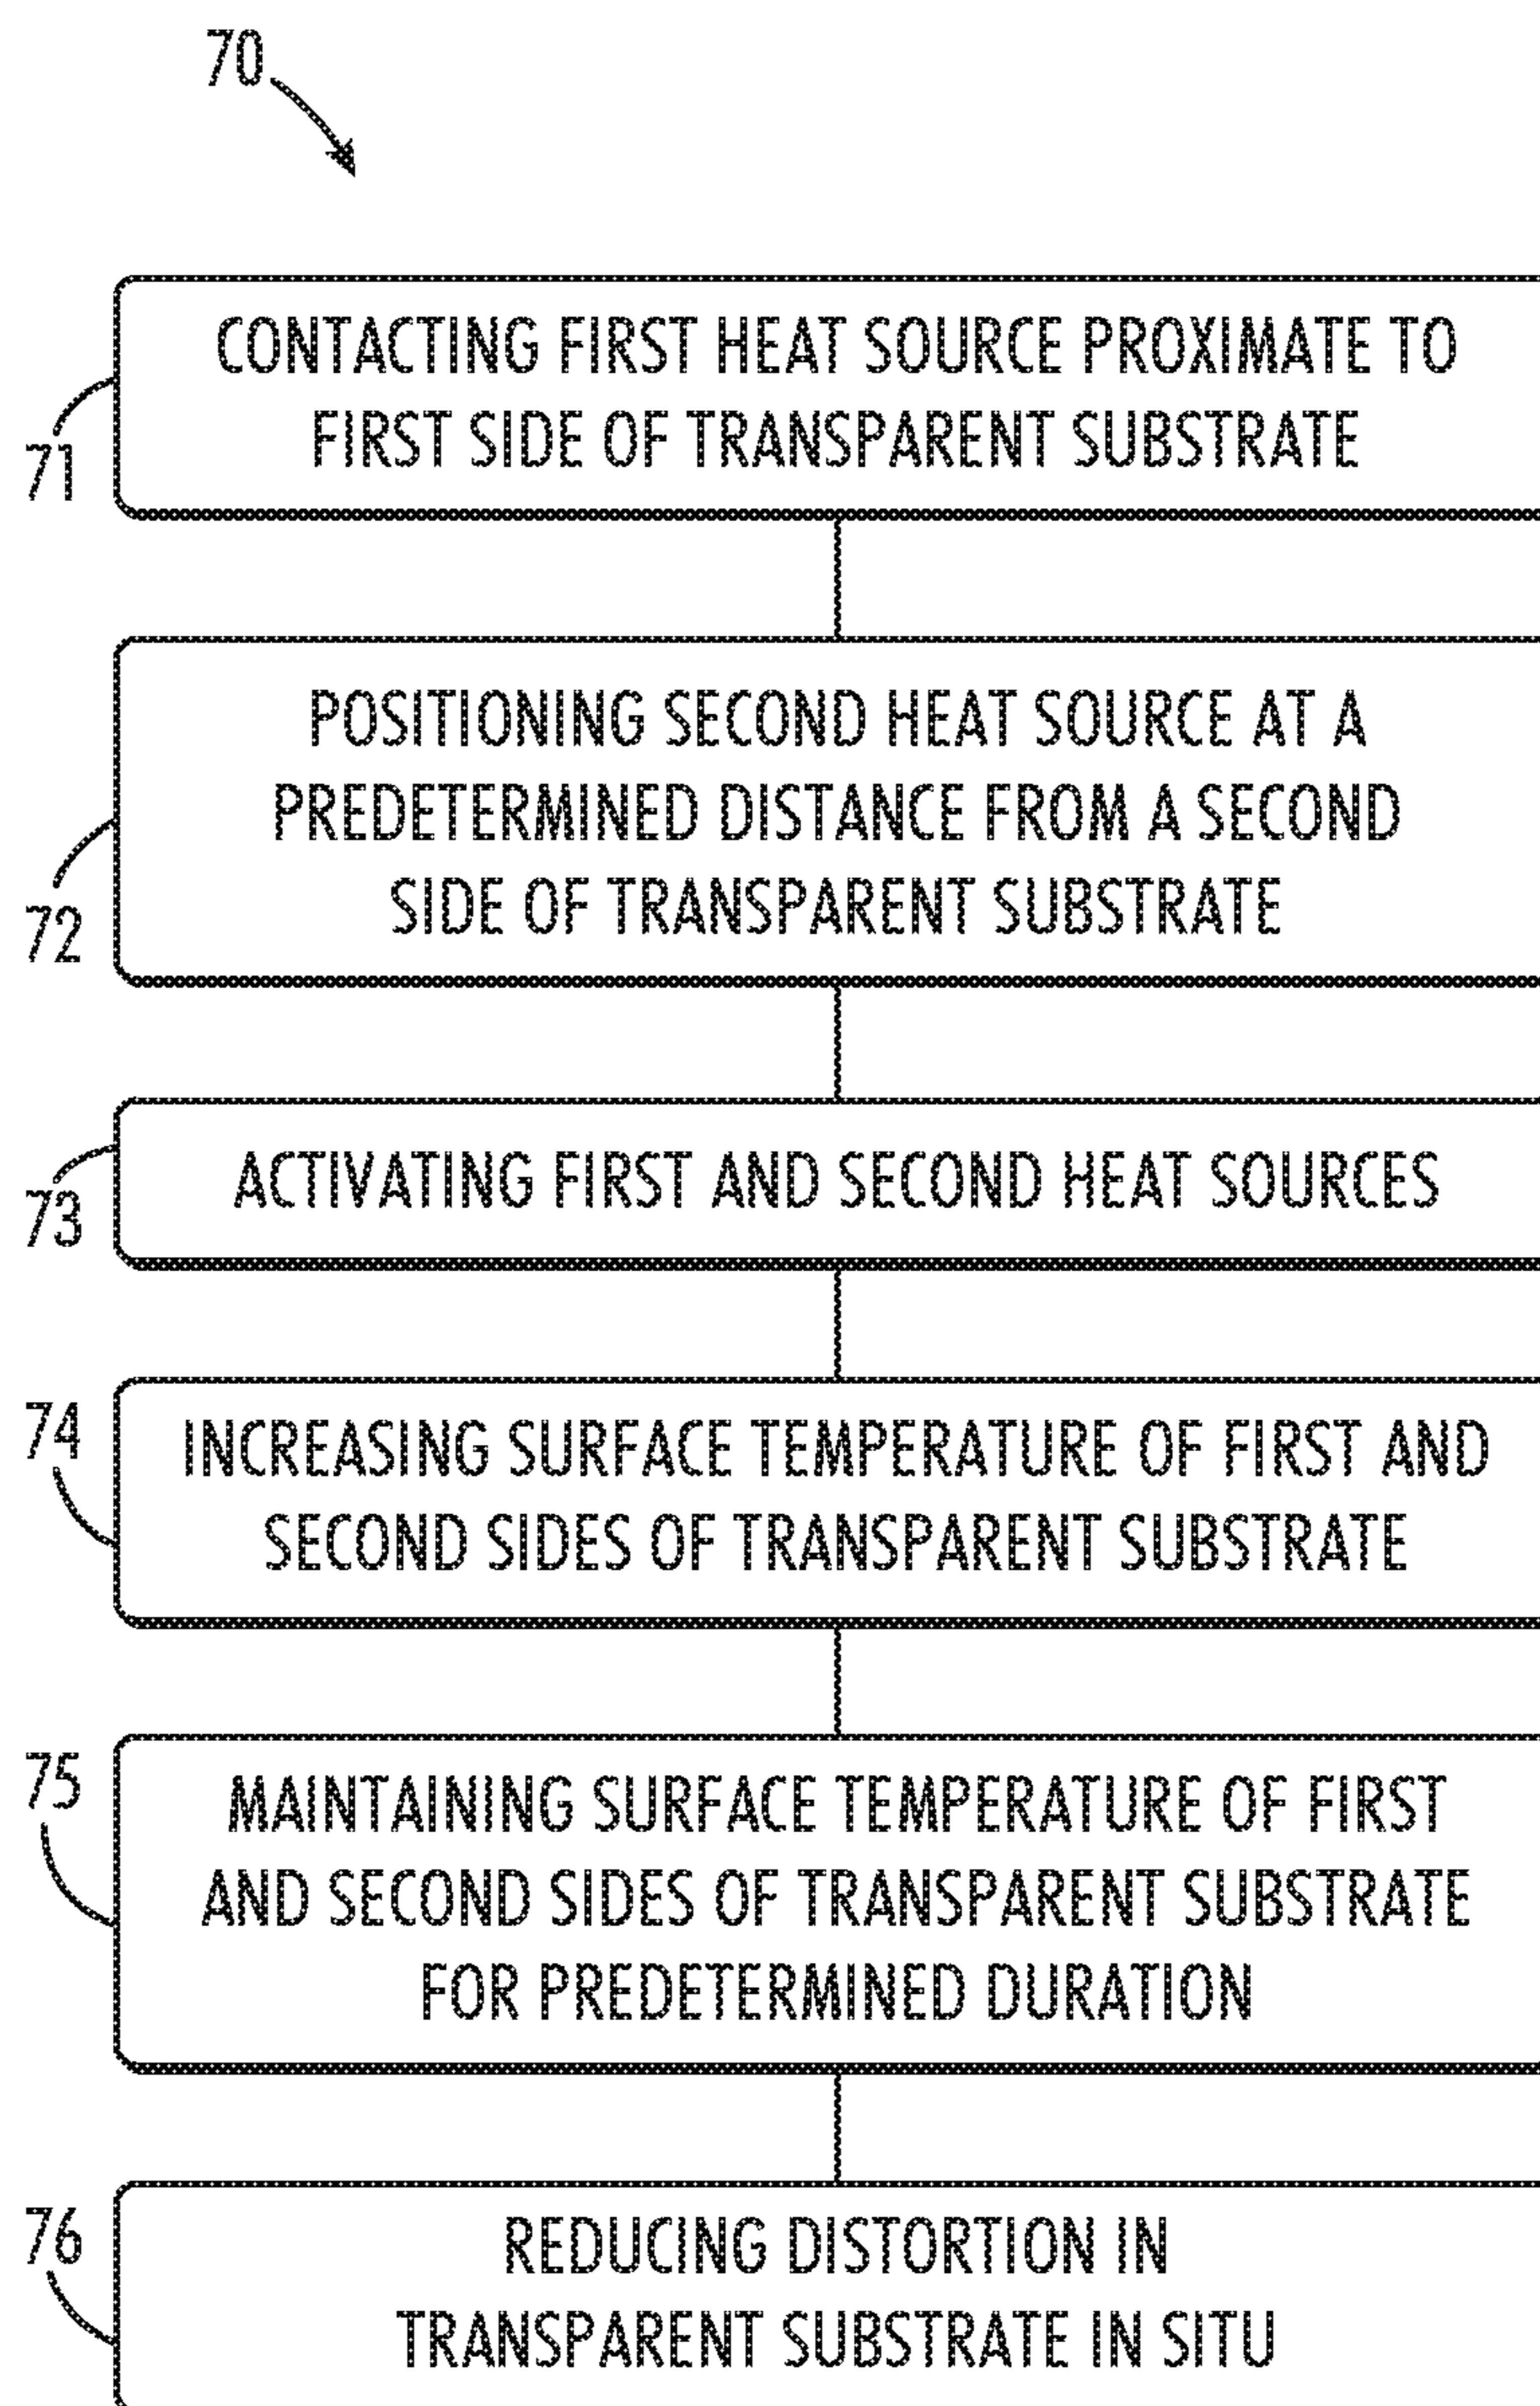 70
CONTACTING FIRST HEAT SOURCE PROXIMATE TO
FIRST SIDE OF TRANSPARENT SUBSTRATE
71
POSITIONING SECOND HEAT SOURCE AT A
PREDETERMINED DISTANCE FROM A SECOND
SIDE OF TRANSPARENT SUBSTRATE
72
ACTIVATING FIRST AND SECOND HEAT SOURCES
73
74
INCREASING SURFACE TEMPERATURE OF FIRST AND
SECOND SIDES OF TRANSPARENT SUBSTRATE
75
MAINTAINING SURFACE TEMPERATURE OF FIRST
AND SECOND SIDES OF TRANSPARENT SUBSTRATE
FOR PREDETERMINED DURATION
76
REDUCING DISTORTION IN
TRANSPARENT SUBSTRATE IN SITU